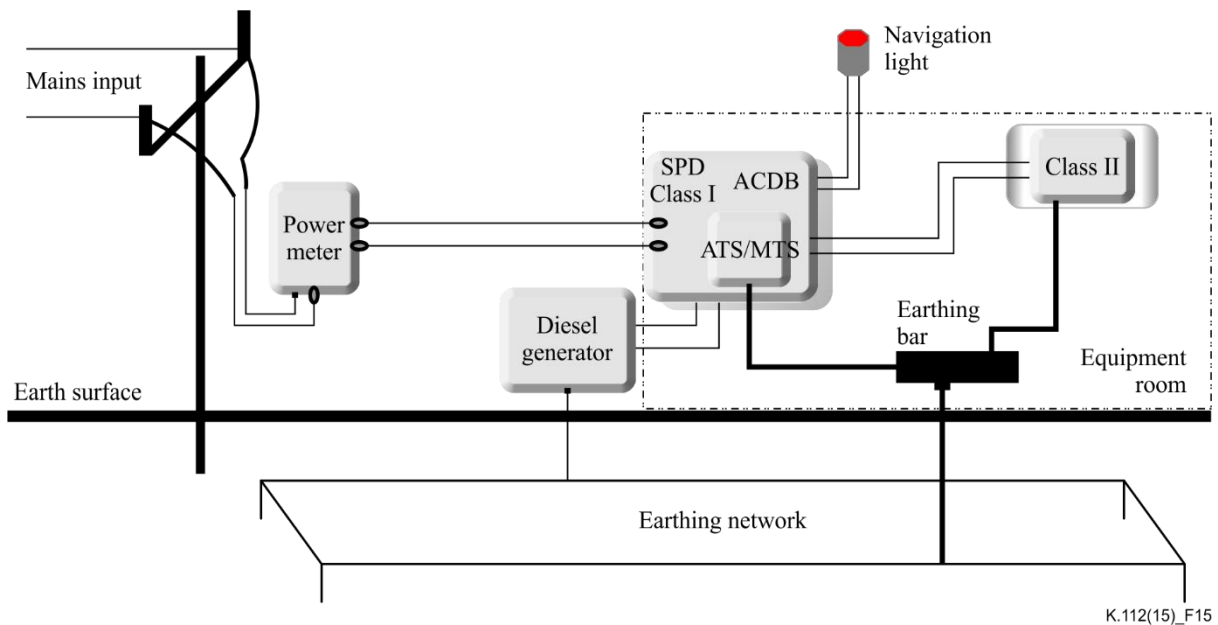 Mains input
Navigation
light
SPD
Class I
ACDB
Class II
Power
meter
ATS/MTS
Diesel
generator
Earthing
bar
Equipment
room
Earth surface
Earthing network
K.112(15)_F15